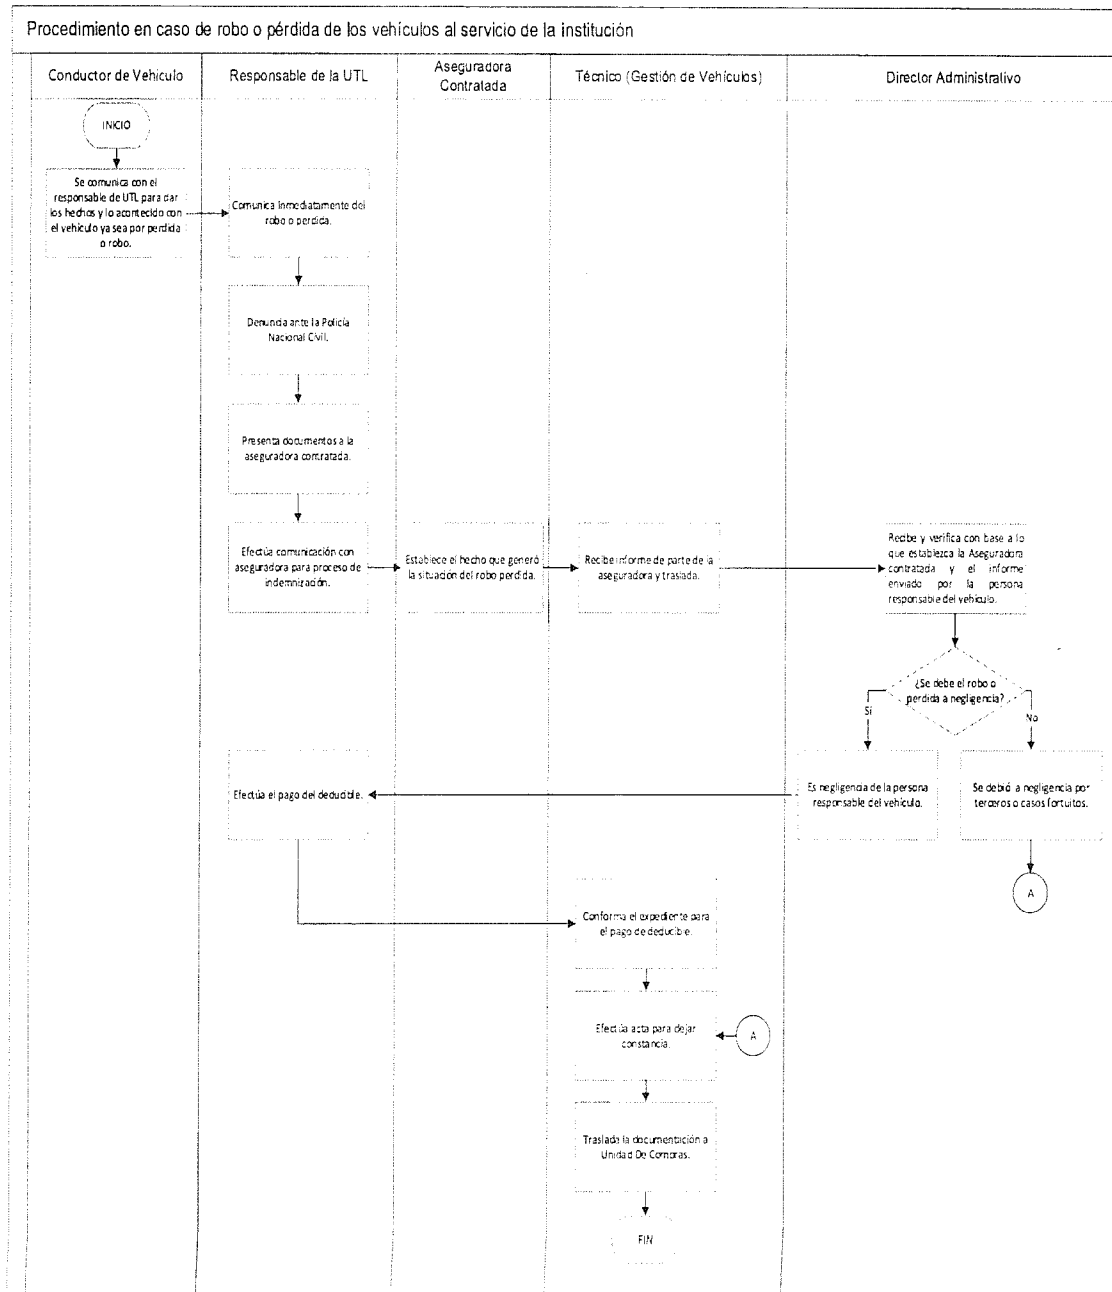 Procedimiento en caso de robo o pérdida de los vehículos al servicio de la institución
Conductor de Vehículo
Responsable de la UTL
Aseguradora
Contratada
Técnico (Gestión de Vehículos)
Director Administrativo
INICIO
Se comunica con el
responsable de UTL para dar
los hechos y lo acontecido con
el vehículo ya sea por perdida
o robo.
Comunica inmediatamente del
robo o perdida.
Denuncia ante la Policía
Nacional Civil.
Presenta documentos a la
aseguradora contratada.
Efectúa comunicación con
aseguradora para proceso de
indemnización.
Establece el hecho que generó
la situación del robo perdida.
Recibe informe de parte de la
aseguradora y traslada.
Recibe y verifica con base a lo
que establezca la Aseguradora
contratada y el informe
enviado por la persona
responsable del vehículo.
¿Se debe el robo o
perdida a negligencia?
Sí
No
Efectúa el pago del deducible.
Es negligencia de la persona
responsable del vehículo.
Se debió a negligencia por
terceros o casos fortuitos.
A
Conforma el expediente para
el pago de deducible.
Efectúa acta para dejar
constancia.
A
Traslada la documentación a
Unidad De Compras.
FIN